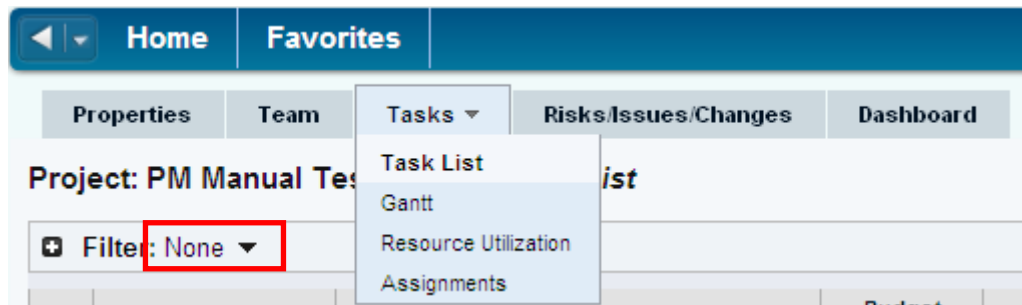 Home Favorites
Properties Team Tasks Risks/Issues/Changes Dashboard
Task List
Project: PM Manual Tes ist
Gantt
Filter: None
Resource Utilization
Assignments
Budget